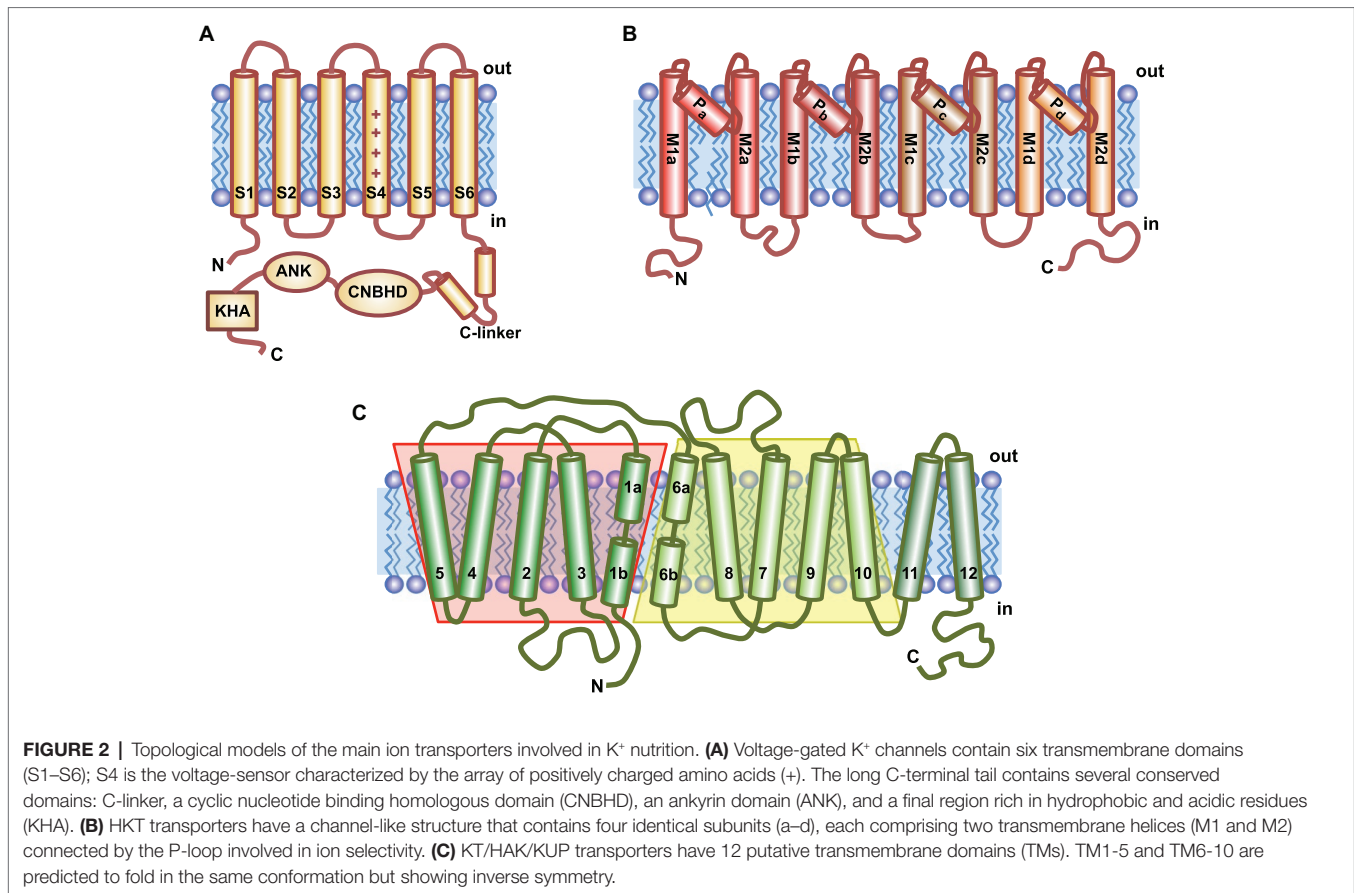 A
out
S1 S2 S3 S4 S5 S6
+
+
+
+
in
N
ANK
CNBHD
KHA
C-linker
C
B
out
Pa Pb Pc Pd
M1a M2a M1b M2b M1c M2c M1d M2d
in
N
C
C
out
1a 6a
5 4 2 3 1b 6b 8 7 9 10 11 12
in
N
C
FIGURE 2 | Topological models of the main ion transporters involved in K⁺ nutrition. (A) Voltage-gated K⁺ channels contain six transmembrane domains
(S1–S6); S4 is the voltage-sensor characterized by the array of positively charged amino acids (+). The long C-terminal tail contains several conserved
domains: C-linker, a cyclic nucleotide binding homologous domain (CNBHD), an ankyrin domain (ANK), and a final region rich in hydrophobic and acidic residues
(KHA). (B) HKT transporters have a channel-like structure that contains four identical subunits (a–d), each comprising two transmembrane helices (M1 and M2)
connected by the P-loop involved in ion selectivity. (C) KT/HAK/KUP transporters have 12 putative transmembrane domains (TMs). TM1-5 and TM6-10 are
predicted to fold in the same conformation but showing inverse symmetry.